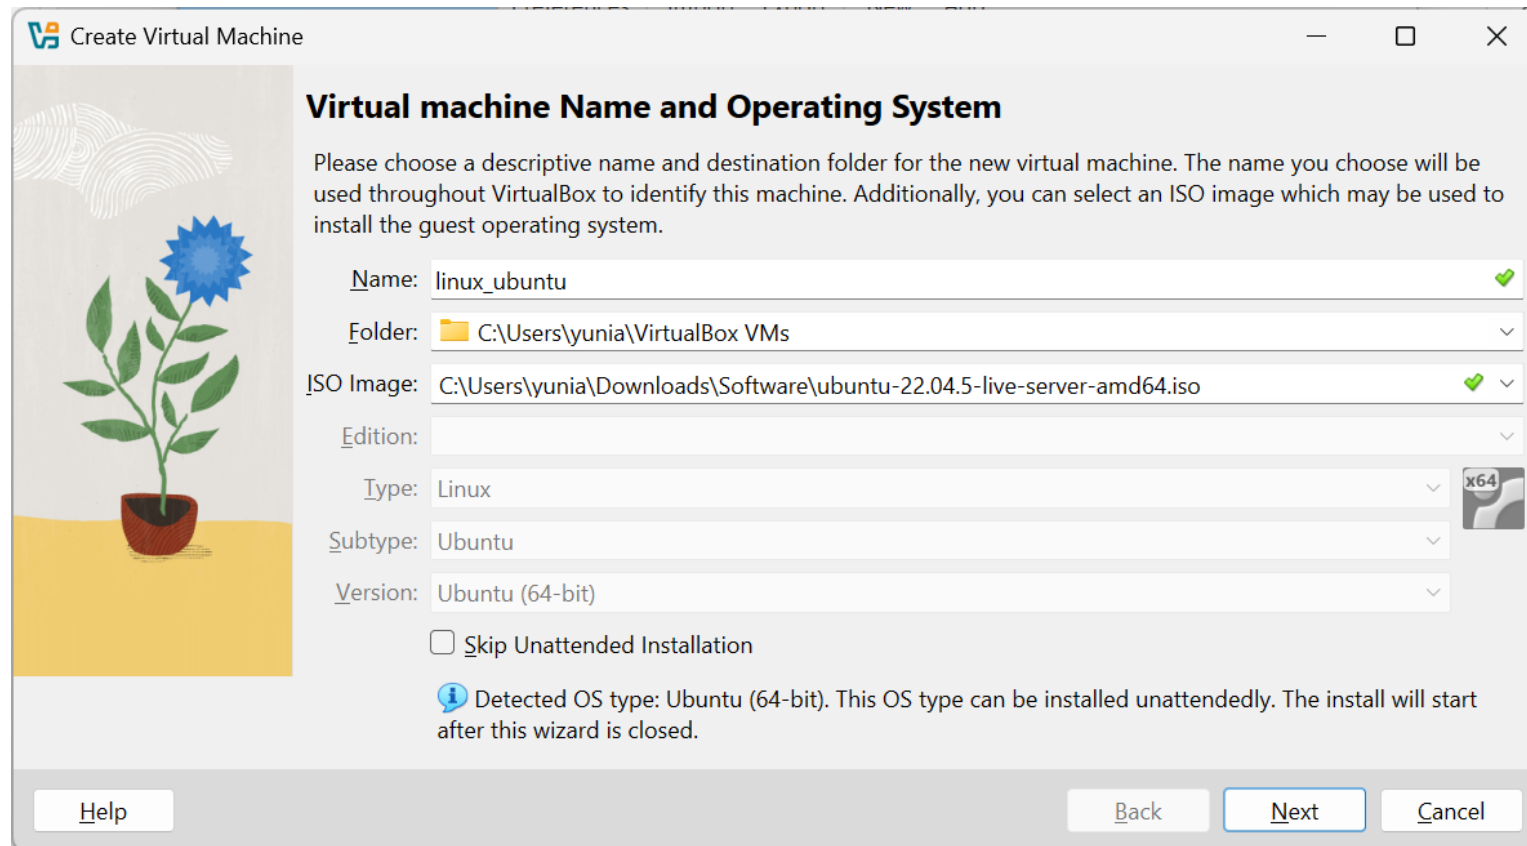 Create Virtual Machine
Virtual machine Name and Operating System
Please choose a descriptive name and destination folder for the new virtual machine. The name you choose will be
used throughout VirtualBox to identify this machine. Additionally, you can select an ISO image which may be used to
install the guest operating system.
Name: linux_ubuntu
Folder: C:\Users\yunia\VirtualBox VMs
ISO Image: C:\Users\yunia\Downloads\Software\ubuntu-22.04.5-live-server-amd64.iso
Edition:
Type: Linux
x64
Subtype: Ubuntu
Version: Ubuntu (64-bit)
Skip Unattended Installation
Detected OS type: Ubuntu (64-bit). This OS type can be installed unattendedly. The install will start
after this wizard is closed.
Help Back Next Cancel